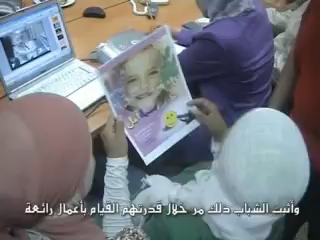 وأثبت الشباب ذلك من خلال قدرتهم القيام بأعمال رائعة